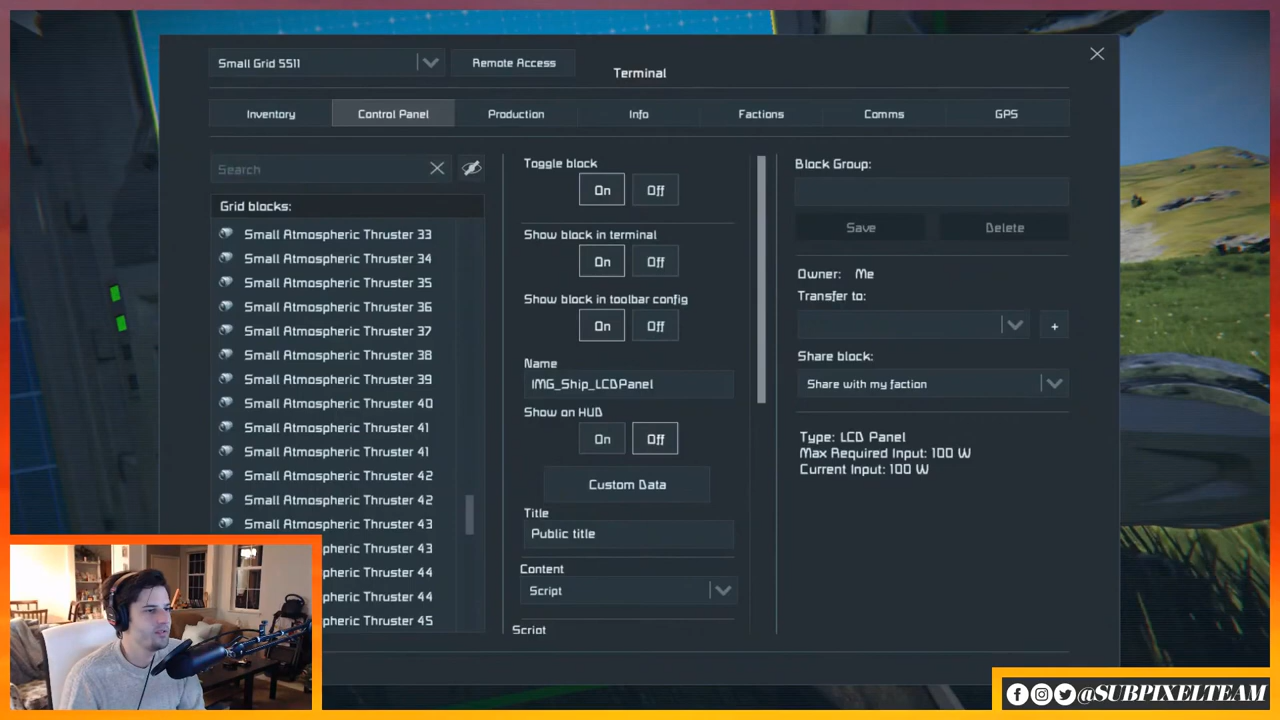 Small Grid 5511
Remote Access
Terminal
Inventory
Control Panel
Production
Info
Factions
Comms
GPS
Search
Grid blocks:
Small Atmospheric Thruster 33
Small Atmospheric Thruster 34
Small Atmospheric Thruster 35
Small Atmospheric Thruster 36
Small Atmospheric Thruster 37
Small Atmospheric Thruster 38
Small Atmospheric Thruster 39
Small Atmospheric Thruster 40
Small Atmospheric Thruster 41
Small Atmospheric Thruster 41
Small Atmospheric Thruster 42
Small Atmospheric Thruster 42
Small Atmospheric Thruster 43
pheric Thruster 43
pheric Thruster 44
pheric Thruster 44
pheric Thruster 45
Toggle block
On Off
Show block in terminal
On Off
Show block in toolbar config
On Off
Name
IMG_Ship_LCDPanel
Show on HUD
On Off
Custom Data
Title
Public title
Content
Script
Script
Block Group:
Save
Delete
Owner: Me
Transfer to:
+
Share block:
Share with my faction
Type: LCD Panel
Max Required Input: 100 W
Current Input: 100 W
@SUBPIXELTEAM